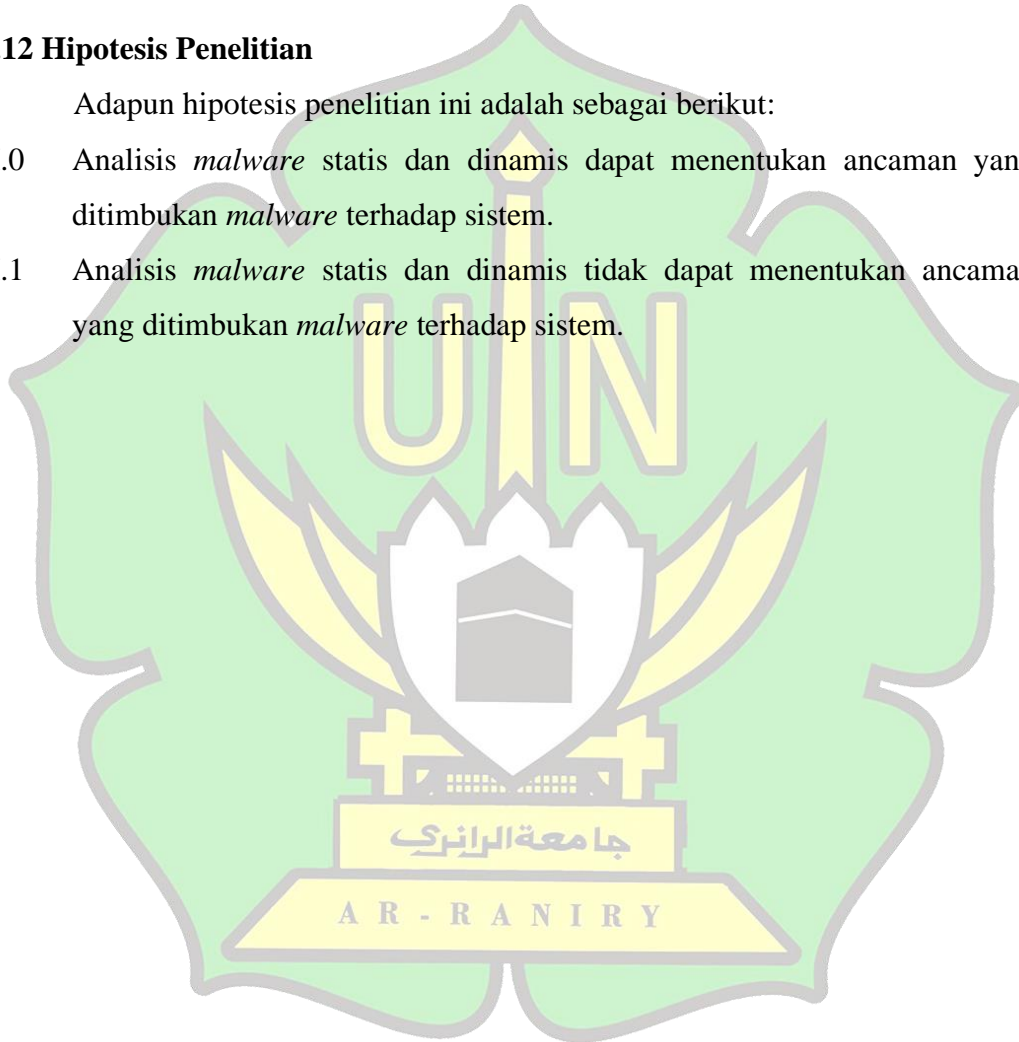 .12 Hipotesis Penelitian
Adapun hipotesis penelitian ini adalah sebagai berikut:
.0 Analisis malware statis dan dinamis dapat menentukan ancaman yan
ditimbukan malware terhadap sistem.
.1 Analisis malware statis dan dinamis tidak dapat menentukan ancama
yang ditimbukan malware terhadap sistem.
UIN
جامعةالرانري
AR-RANIRY